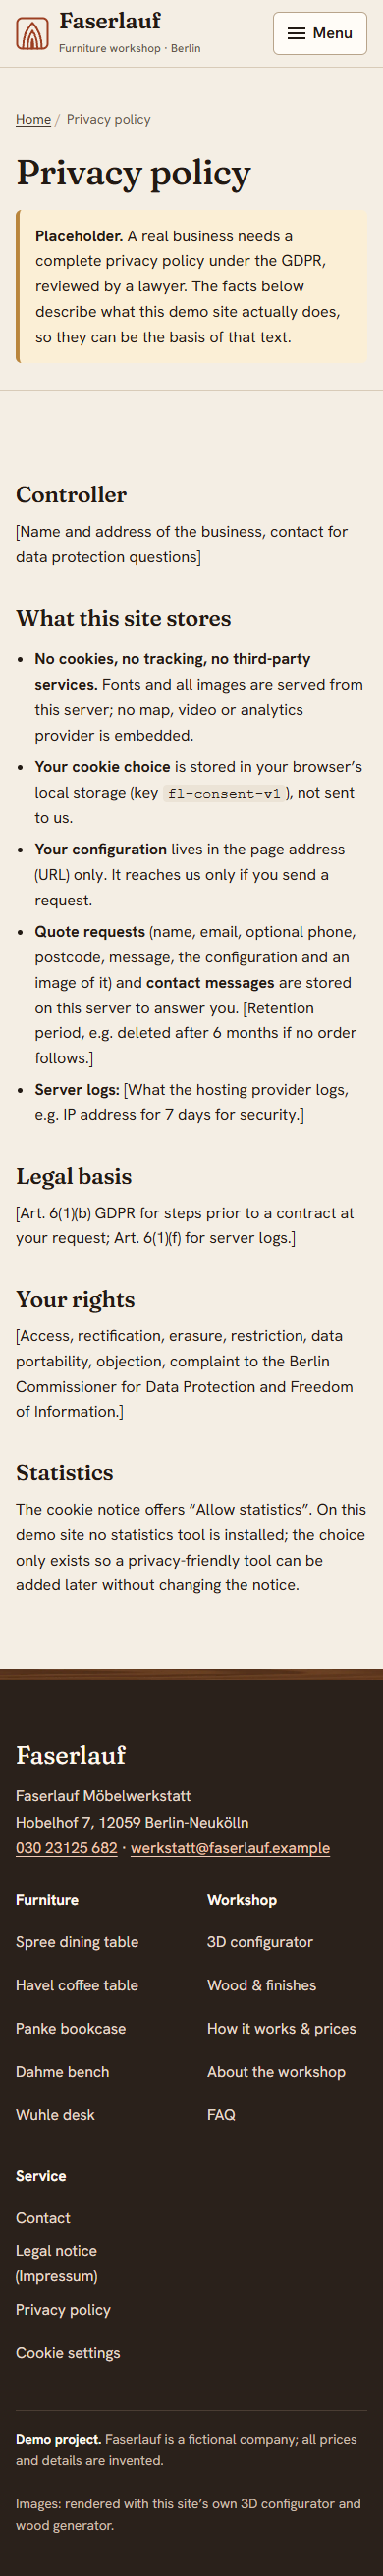 Faserlauf
Furniture workshop · Berlin
Menu
Home / Privacy policy
Privacy policy
Placeholder. A real business needs a
complete privacy policy under the GDPR,
reviewed by a lawyer. The facts below
describe what this demo site actually does,
so they can be the basis of that text.
Controller
[Name and address of the business, contact for
data protection questions]
What this site stores
• No cookies, no tracking, no third-party
services. Fonts and all images are served from
this server; no map, video or analytics
provider is embedded.
• Your cookie choice is stored in your browser’s
local storage (key fl-consent-v1), not sent
to us.
• Your configuration lives in the page address
(URL) only. It reaches us only if you send a
request.
• Quote requests (name, email, optional phone,
postcode, message, the configuration and an
image of it) and contact messages are stored
on this server to answer you. [Retention
period, e.g. deleted after 6 months if no order
follows.]
• Server logs: [What the hosting provider logs,
e.g. IP address for 7 days for security.]
Legal basis
[Art. 6(1)(b) GDPR for steps prior to a contract at
your request; Art. 6(1)(f) for server logs.]
Your rights
[Access, rectification, erasure, restriction, data
portability, objection, complaint to the Berlin
Commissioner for Data Protection and Freedom
of Information.]
Statistics
The cookie notice offers “Allow statistics”. On this
demo site no statistics tool is installed; the choice
only exists so a privacy-friendly tool can be
added later without changing the notice.
Faserlauf
Faserlauf Möbelwerkstatt
Hobelhof 7, 12059 Berlin-Neukölln
030 23125 682 · werkstatt@faserlauf.example
Furniture
Spree dining table
Havel coffee table
Panke bookcase
Dahme bench
Wuhle desk
Workshop
3D configurator
Wood & finishes
How it works & prices
About the workshop
FAQ
Service
Contact
Legal notice
(Impressum)
Privacy policy
Cookie settings
Demo project. Faserlauf is a fictional company; all prices
and details are invented.
Images: rendered with this site’s own 3D configurator and
wood generator.